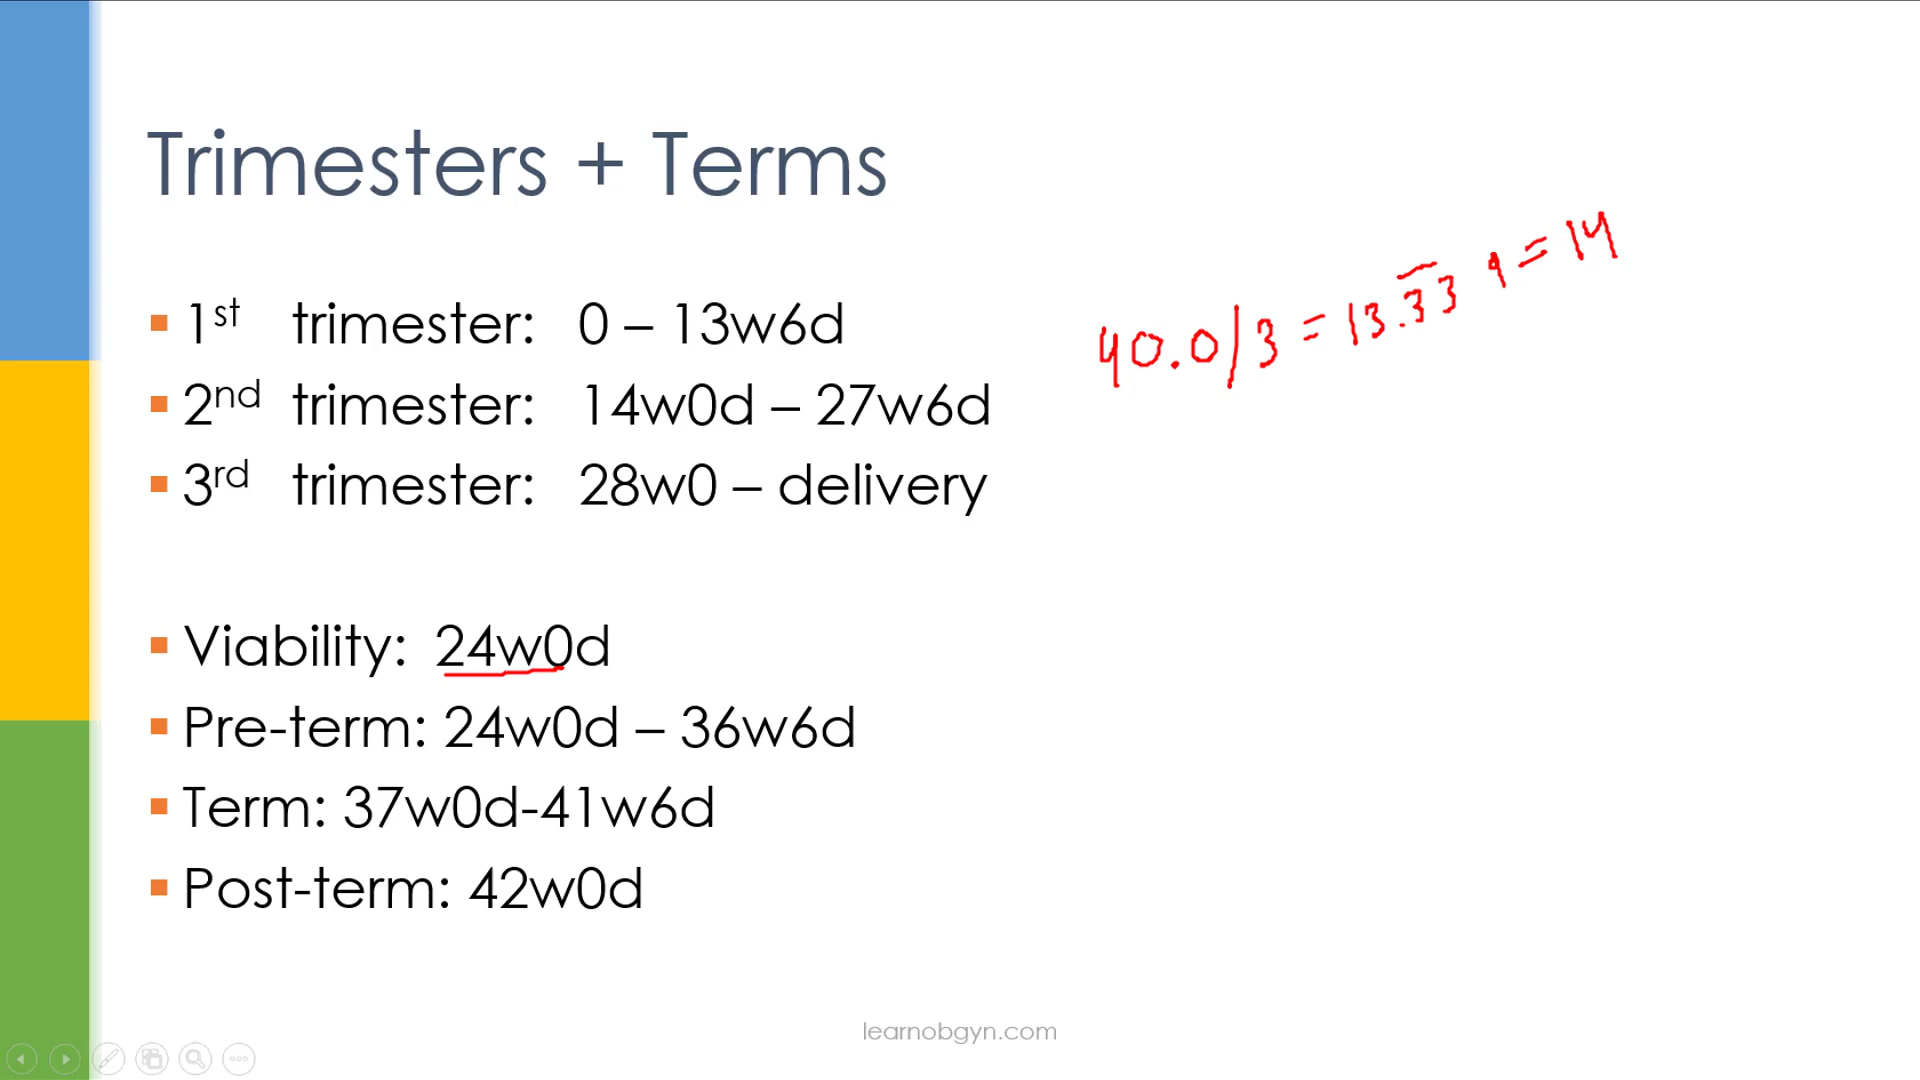 Trimesters + Terms
1st trimester: 0 – 13w6d
2nd trimester: 14w0d – 27w6d
3rd trimester: 28w0 – delivery
40.0/3 = 13.33 = 14
Viability: 24w0d
Pre-term: 24w0d – 36w6d
Term: 37w0d-41w6d
Post-term: 42w0d
learnobgyn.com